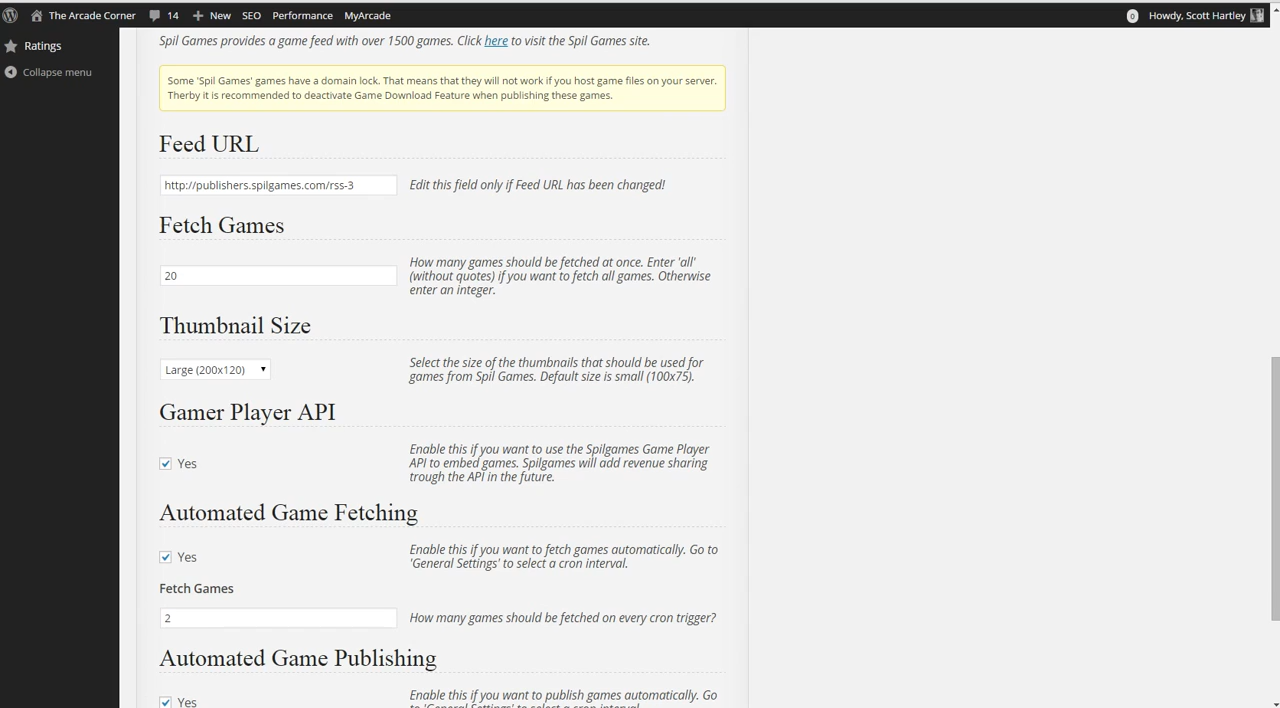 The Arcade Corner 14 New SEO Performance MyArcade 0 Howdy, Scott Hartley
Ratings
Collapse menu
Spil Games provides a game feed with over 1500 games. Click here to visit the Spil Games site.
Some 'Spil Games' games have a domain lock. That means that they will not work if you host game files on your server.
Therby it is recommended to deactivate Game Download Feature when publishing these games.
Feed URL
http://publishers.spilgames.com/rss-3 Edit this field only if Feed URL has been changed!
Fetch Games
20
How many games should be fetched at once. Enter 'all'
(without quotes) if you want to fetch all games. Otherwise
enter an integer.
Thumbnail Size
Large (200x120)
Select the size of the thumbnails that should be used for
games from Spil Games. Default size is small (100x75).
Gamer Player API
Yes
Enable this if you want to use the Spilgames Game Player
API to embed games. Spilgames will add revenue sharing
trough the API in the future.
Automated Game Fetching
Yes
Enable this if you want to fetch games automatically. Go to
'General Settings' to select a cron interval.
Fetch Games
2 How many games should be fetched on every cron trigger?
Automated Game Publishing
Yes
Enable this if you want to publish games automatically. Go
to 'General Settings' to select a cron interval.